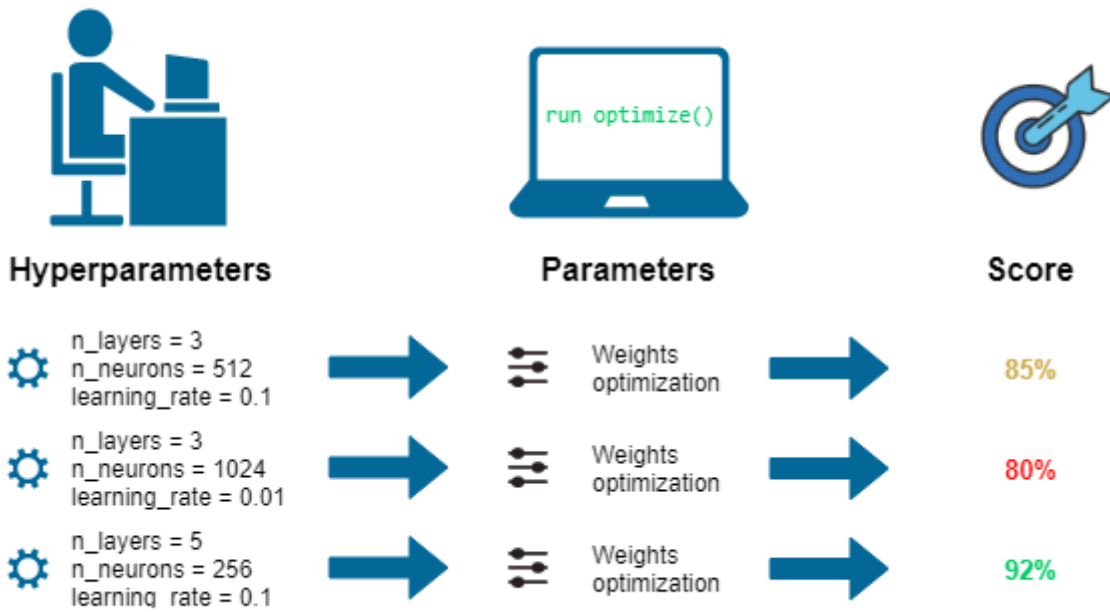 run optimize()
Hyperparameters
Parameters
Score
n_layers = 3
n_neurons = 512
learning_rate = 0.1
Weights
optimization
85%
n_layers = 3
n_neurons = 1024
learning_rate = 0.01
Weights
optimization
80%
n_layers = 5
n_neurons = 256
learning_rate = 0.1
Weights
optimization
92%